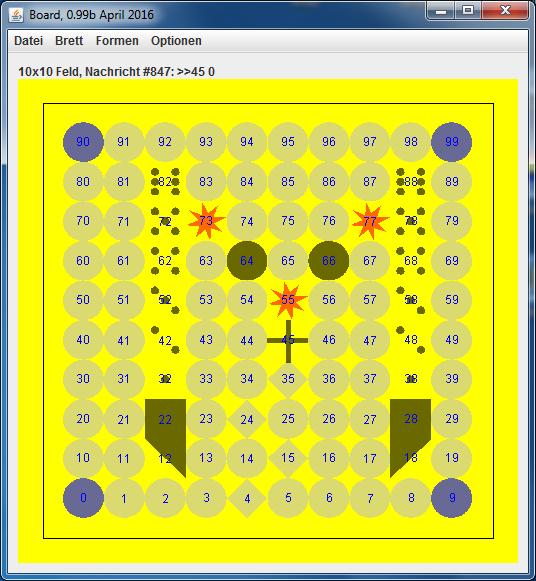 Board, 0.99b April 2016
Datei Brett Formen Optionen
10x10 Feld, Nachricht #847: >>45 0
90 91 92 93 94 95 96 97 98 99
80 81 82 83 84 85 86 87 88 89
70 71 72 73 74 75 76 77 78 79
60 61 62 63 64 65 66 67 68 69
50 51 52 53 54 55 56 57 58 59
40 41 42 43 44 45 46 47 48 49
30 31 32 33 34 35 36 37 38 39
20 21 22 23 24 25 26 27 28 29
10 11 12 13 14 15 16 17 18 19
0 1 2 3 4 5 6 7 8 9